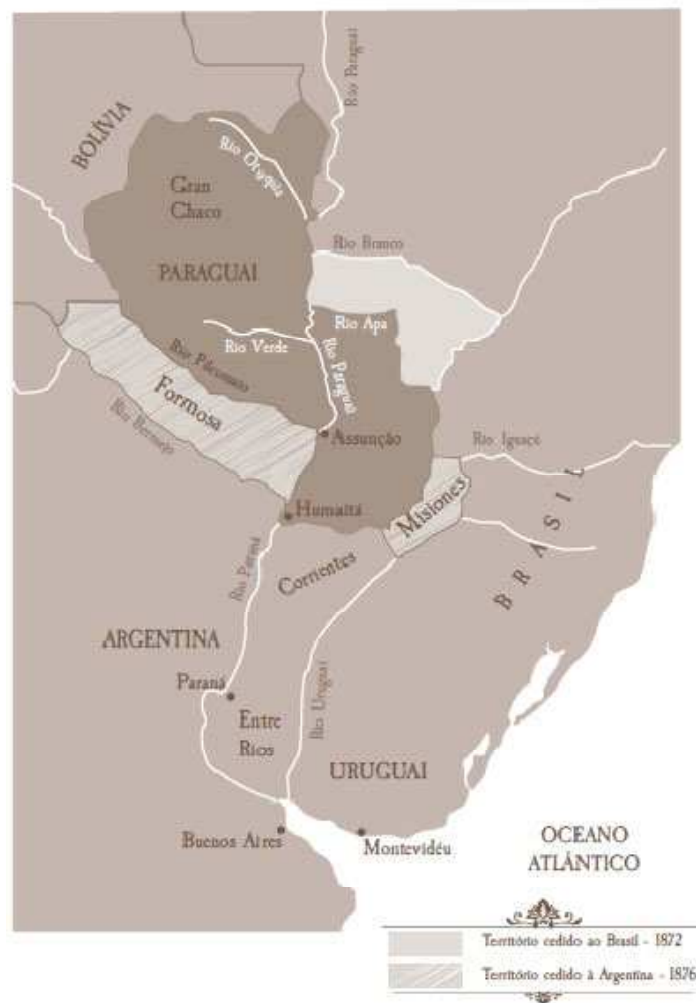 Rio Paraguai
BOLÍVIA
Rio Otuquis
Gran
Chaco
Rio Branco
PARAGUAI
Rio Apa
Rio Verde
Rio Paraguai
Rio Pilcomaio
Formosa
Rio Bermejo
Assunção
Rio Iguaçú
Misiones
BRASIL
Humaitá
Corrientes
Rio Paraná
ARGENTINA
Paraná
Entre
Rios
Rio Uruguai
URUGUAI
Buenos Aires
Montevidéu
OCEANO
ATLÂNTICO
Território cedido ao Brasil - 1872
Território cedido à Argentina - 1876